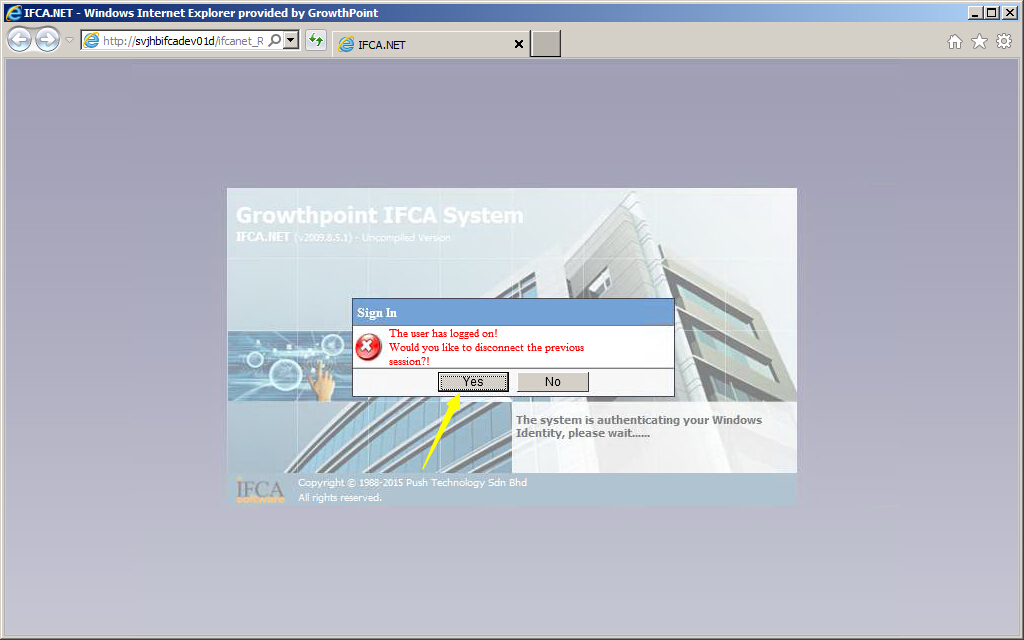 IFCA.NET - Windows Internet Explorer provided by GrowthPoint
http://svjhbifcadev01d/ifcanet_R
IFCA.NET
Growthpoint IFCA System
IFCA.NET (v2009.8.5.1) - Uncompiled Version
Sign In
The user has logged on!
Would you like to disconnect the previous
session?!
Yes No
The system is authenticating your Windows
Identity, please wait......
IFCA
software
Copyright © 1988-2015 Push Technology Sdn Bhd
All rights reserved.